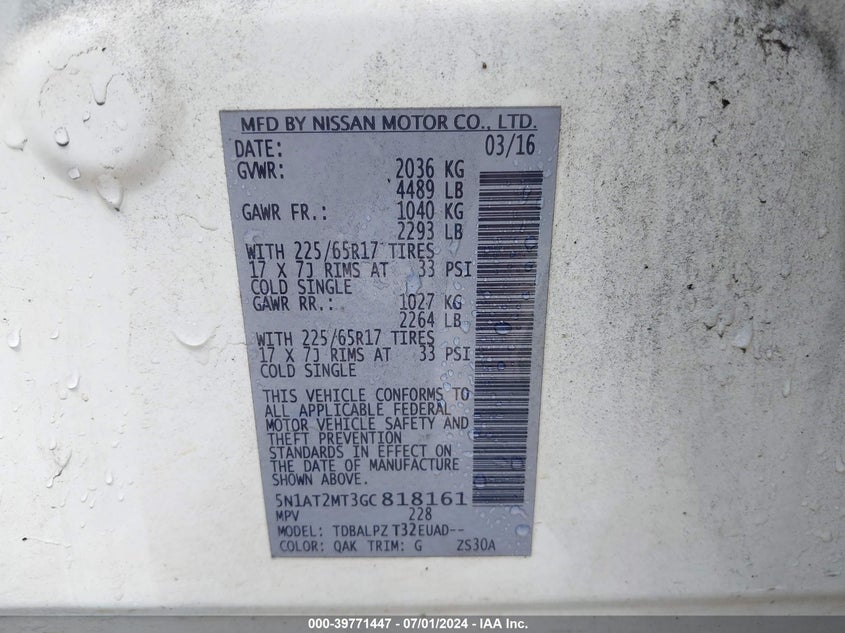 MFD BY NISSAN MOTOR CO., LTD.
DATE: 03/16
GVWR: 2036 KG
4489 LB
GAWR FR.: 1040 KG
2293 LB
WITH 225/65R17 TIRES
17 X 7J RIMS AT 33 PSI
COLD SINGLE
GAWR RR.: 1027 KG
2264 LB
WITH 225/65R17 TIRES
17 X 7J RIMS AT 33 PSI
COLD SINGLE
THIS VEHICLE CONFORMS TO
ALL APPLICABLE FEDERAL
MOTOR VEHICLE SAFETY AND
THEFT PREVENTION
STANDARDS IN EFFECT ON
THE DATE OF MANUFACTURE
SHOWN ABOVE.
5N1AT2MT3GC818161
MPV 228
MODEL: TDBALPZ T32EUAD--
COLOR: QAK TRIM: G ZS30A
000-39771447 - 07/01/2024 - IAA Inc.